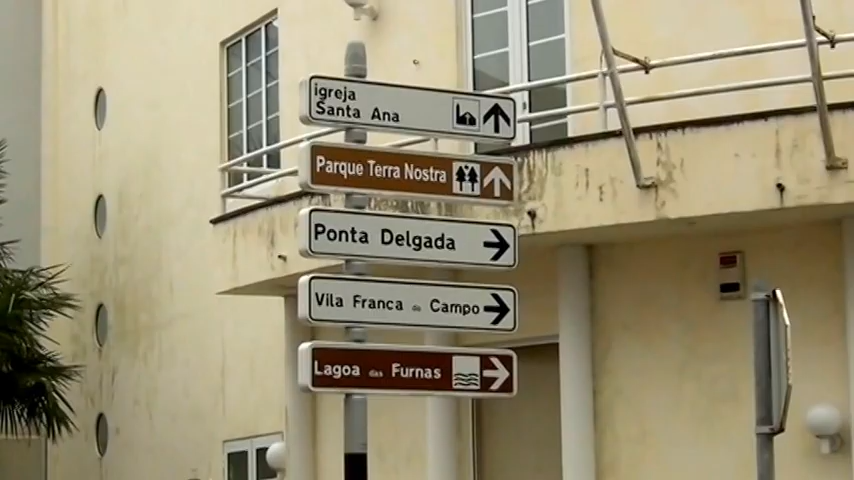 igreja
Santa Ana
Parque Terra Nostra
Ponta Delgada
Vila Franca do Campo
Lagoa das Furnas